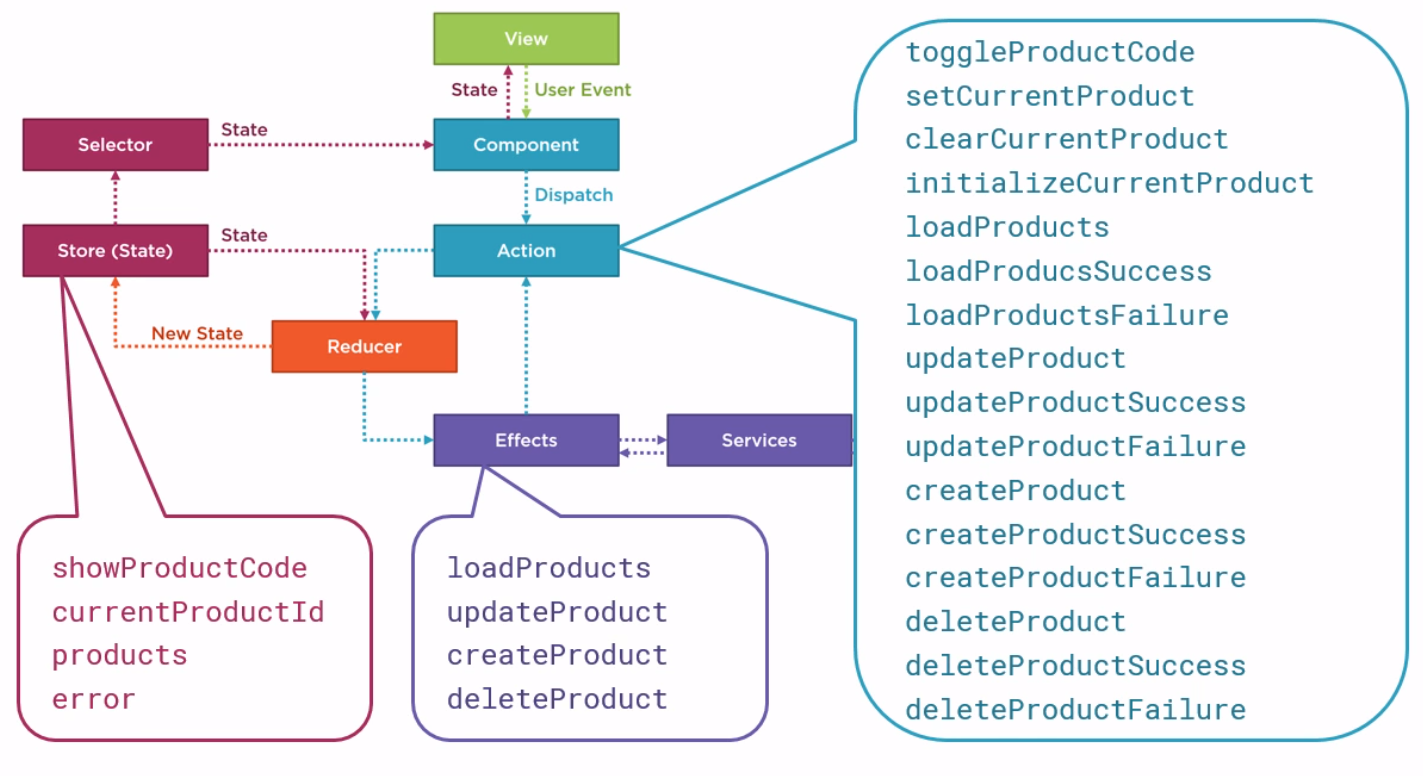 View
State
User Event
Selector
State
Component
Dispatch
Store (State)
State
Action
New State
Reducer
Effects
Services
showProductCode
currentProductId
products
error
loadProducts
updateProduct
createProduct
deleteProduct
toggleProductCode
setCurrentProduct
clearCurrentProduct
initializeCurrentProduct
loadProducts
loadProducsSuccess
loadProductsFailure
updateProduct
updateProductSuccess
updateProductFailure
createProduct
createProductSuccess
createProductFailure
deleteProduct
deleteProductSuccess
deleteProductFailure